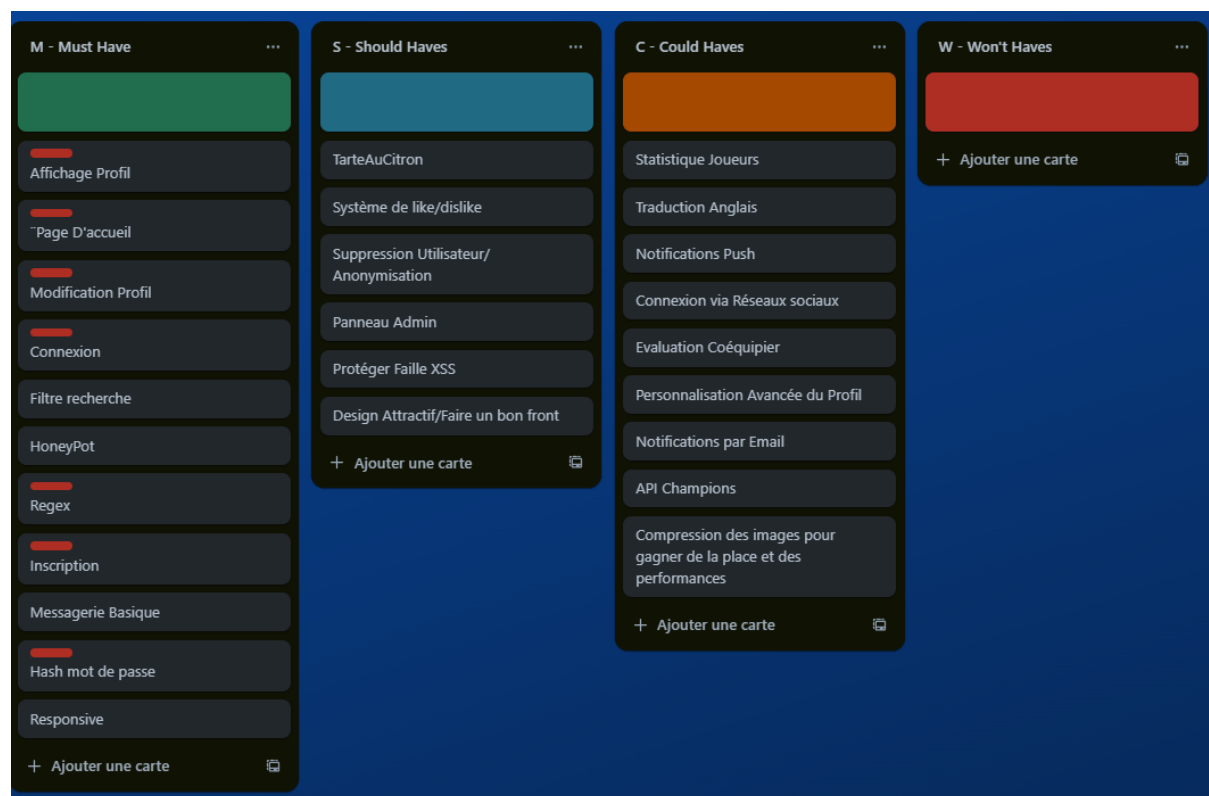 M - Must Have
Affichage Profil
¨Page D'accueil
Modification Profil
Connexion
Filtre recherche
HoneyPot
Regex
Inscription
Messagerie Basique
Hash mot de passe
Responsive
+ Ajouter une carte
S - Should Haves
TarteAuCitron
Système de like/dislike
Suppression Utilisateur/
Anonymisation
Panneau Admin
Protéger Faille XSS
Design Attractif/Faire un bon front
+ Ajouter une carte
C - Could Haves
Statistique Joueurs
Traduction Anglais
Notifications Push
Connexion via Réseaux sociaux
Evaluation Coéquipier
Personnalisation Avancée du Profil
Notifications par Email
API Champions
Compression des images pour
gagner de la place et des
performances
+ Ajouter une carte
W - Won't Haves
+ Ajouter une carte